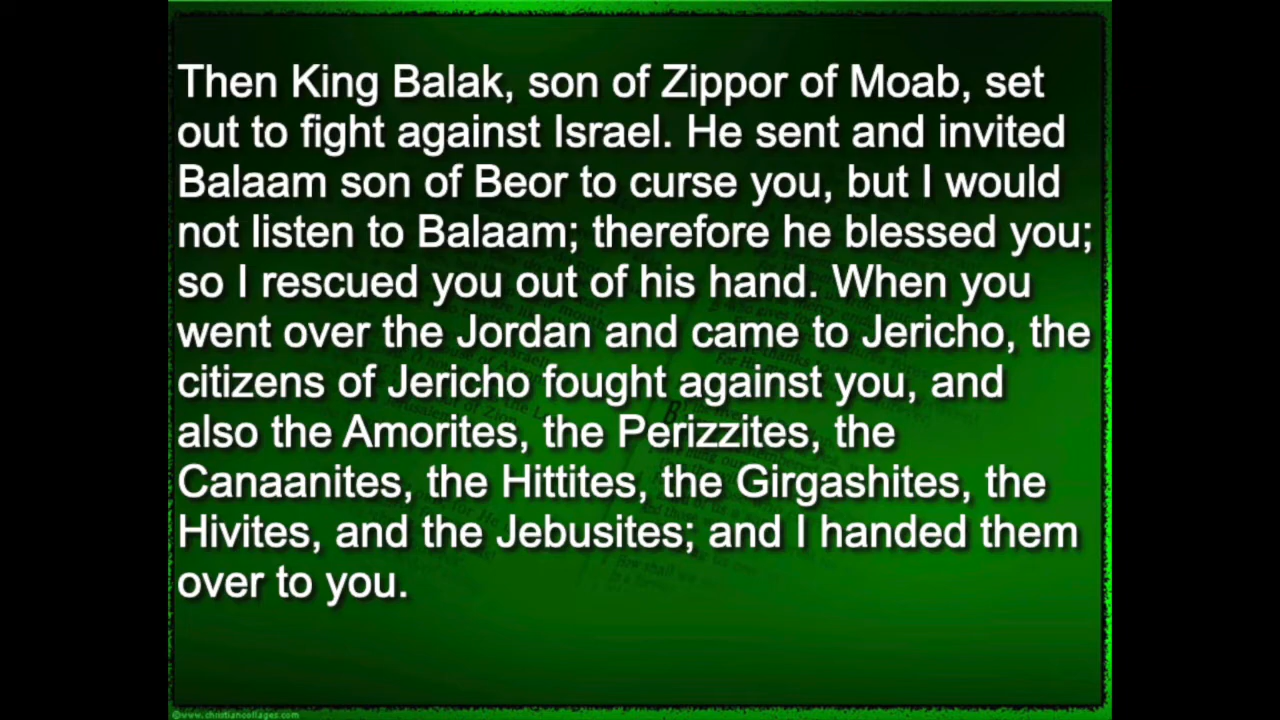 Then King Balak, son of Zippor of Moab, set
out to fight against Israel. He sent and invited
Balaam son of Beor to curse you, but I would
not listen to Balaam; therefore he blessed you;
so I rescued you out of his hand. When you
went over the Jordan and came to Jericho, the
citizens of Jericho fought against you, and
also the Amorites, the Perizzites, the
Canaanites, the Hittites, the Girgashites, the
Hivites, and the Jebusites; and I handed them
over to you.
©www.christiancollages.com